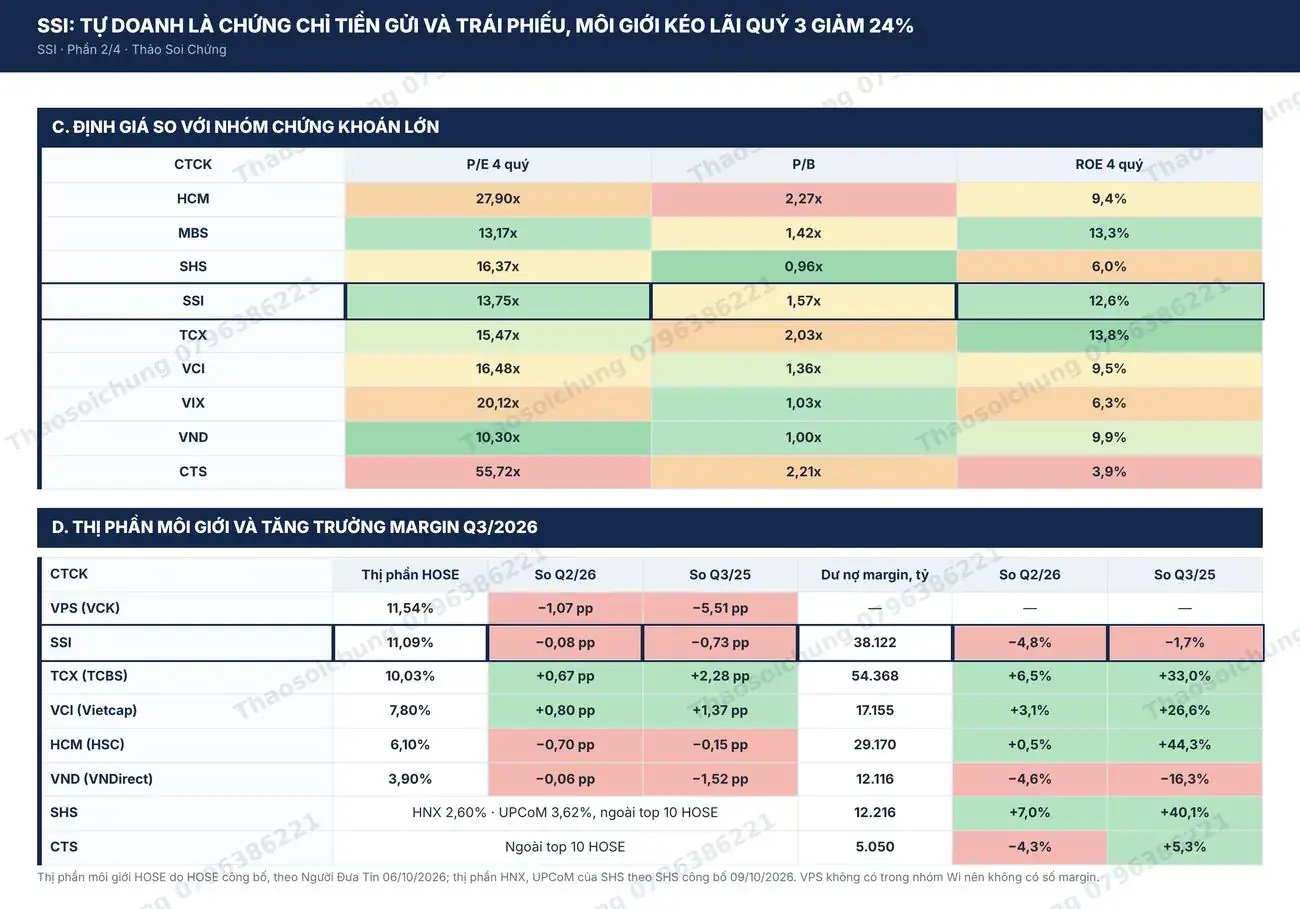 SSI: TỰ DOANH LÀ CHỨNG CHỈ TIỀN GỬI VÀ TRÁI PHIẾU, MÔI GIỚI KÉO LÃI QUÝ 3 GIẢM 24%
SSI · Phần 2/4 · Thảo Soi Chứng
C. ĐỊNH GIÁ SO VỚI NHÓM CHỨNG KHOÁN LỚN
CTCK P/E 4 quý P/B ROE 4 quý
HCM 27,90x 2,27x 9,4%
MBS 13,17x 1,42x 13,3%
SHS 16,37x 0,96x 6,0%
SSI 13,75x 1,57x 12,6%
TCX 15,47x 2,03x 13,8%
VCI 16,48x 1,36x 9,5%
VIX 20,12x 1,03x 6,3%
VND 10,30x 1,00x 9,9%
CTS 55,72x 2,21x 3,9%
D. THỊ PHẦN MÔI GIỚI VÀ TĂNG TRƯỞNG MARGIN Q3/2026
CTCK Thị phần HOSE So Q2/26 So Q3/25 Dư nợ margin, tỷ So Q2/26 So Q3/25
VPS (VCK) 11,54% −1,07 pp −5,51 pp — — —
SSI 11,09% −0,08 pp −0,73 pp 38.122 −4,8% −1,7%
TCX (TCBS) 10,03% +0,67 pp +2,28 pp 54.368 +6,5% +33,0%
VCI (Vietcap) 7,80% +0,80 pp +1,37 pp 17.155 +3,1% +26,6%
HCM (HSC) 6,10% −0,70 pp −0,15 pp 29.170 +0,5% +44,3%
VND (VNDirect) 3,90% −0,06 pp −1,52 pp 12.116 −4,6% −16,3%
SHS HNX 2,60% · UPCoM 3,62%, ngoài top 10 HOSE 12.216 +7,0% +40,1%
CTS Ngoài top 10 HOSE 5.050 −4,3% +5,3%
Thị phần môi giới HOSE do HOSE công bố, theo Người Đưa Tin 06/10/2026; thị phần HNX, UPCoM của SHS theo SHS công bố 09/10/2026. VPS không có trong nhóm Wi nên không có số margin.
Thaosoichung 0796386221